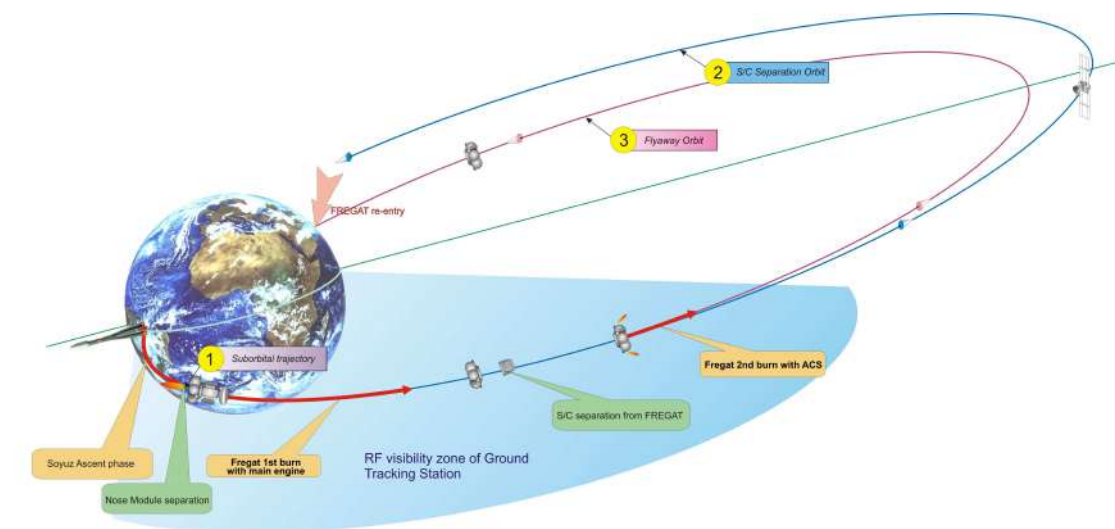 2
S/C Separation Orbit
3
Flyaway Orbit
FREGAT re-entry
1
Suborbital trajectory
Fregat 2nd burn with ACS
S/C separation from FREGAT
Soyuz Ascent phase
Fregat 1st burn
with main engine
RF visibility zone of Ground
Tracking Station
Nose Module separation